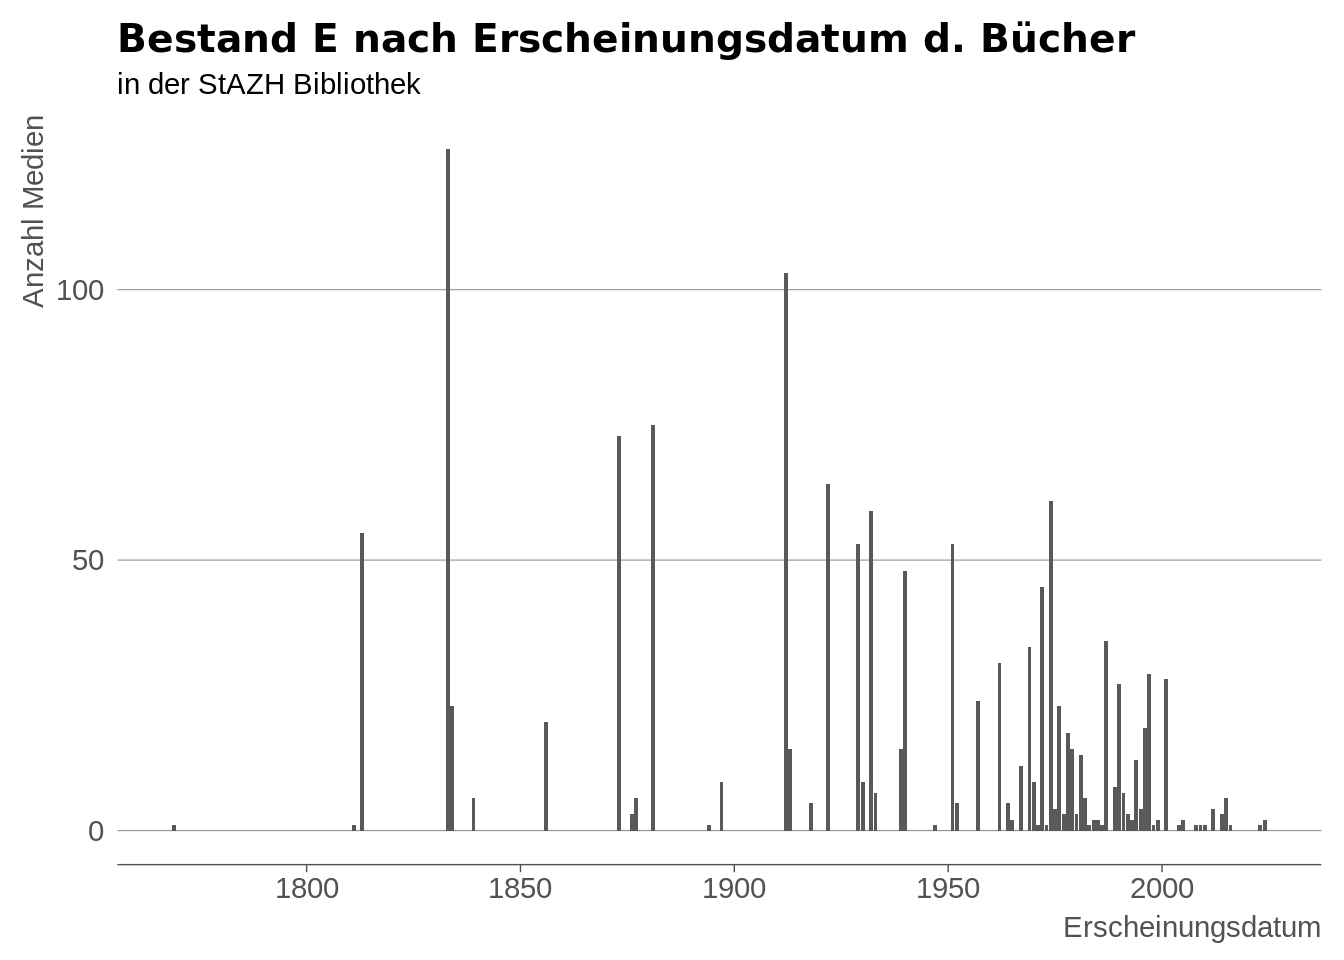 Bestand E nach Erscheinungsdatum d. Bücher
in der StAZH Bibliothek
Anzahl Medien
100
50
0
1800 1850 1900 1950 2000
Erscheinungsdatum